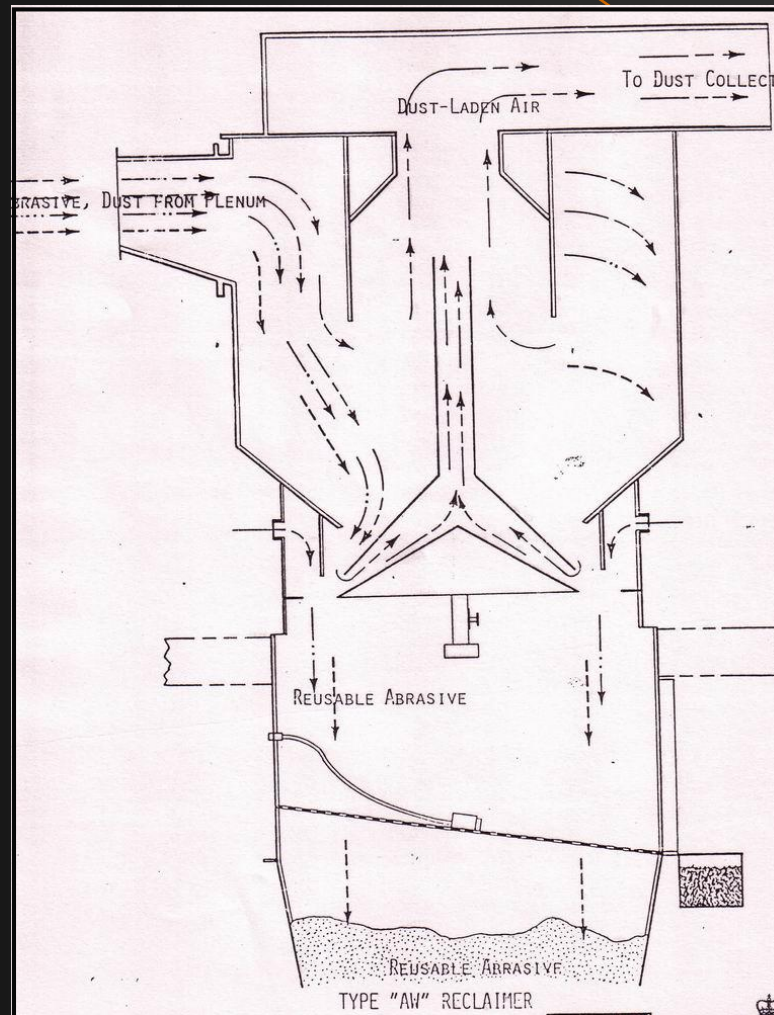 To Dust Collect
Dust-Laden Air
brasive, Dust from Plenum
Reusable Abrasive
Reusable Abrasive
TYPE "AW" RECLAIMER